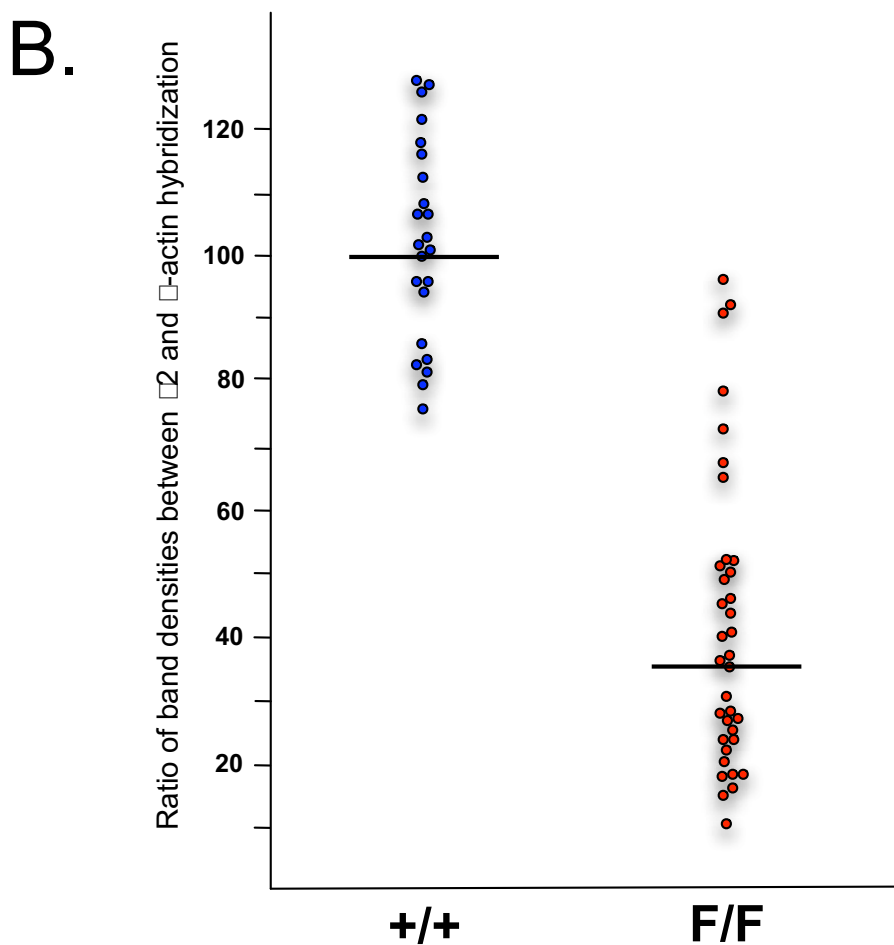 B.
Ratio of band densities between □2 and □-actin hybridization
120
100
80
60
40
20
+/+
F/F